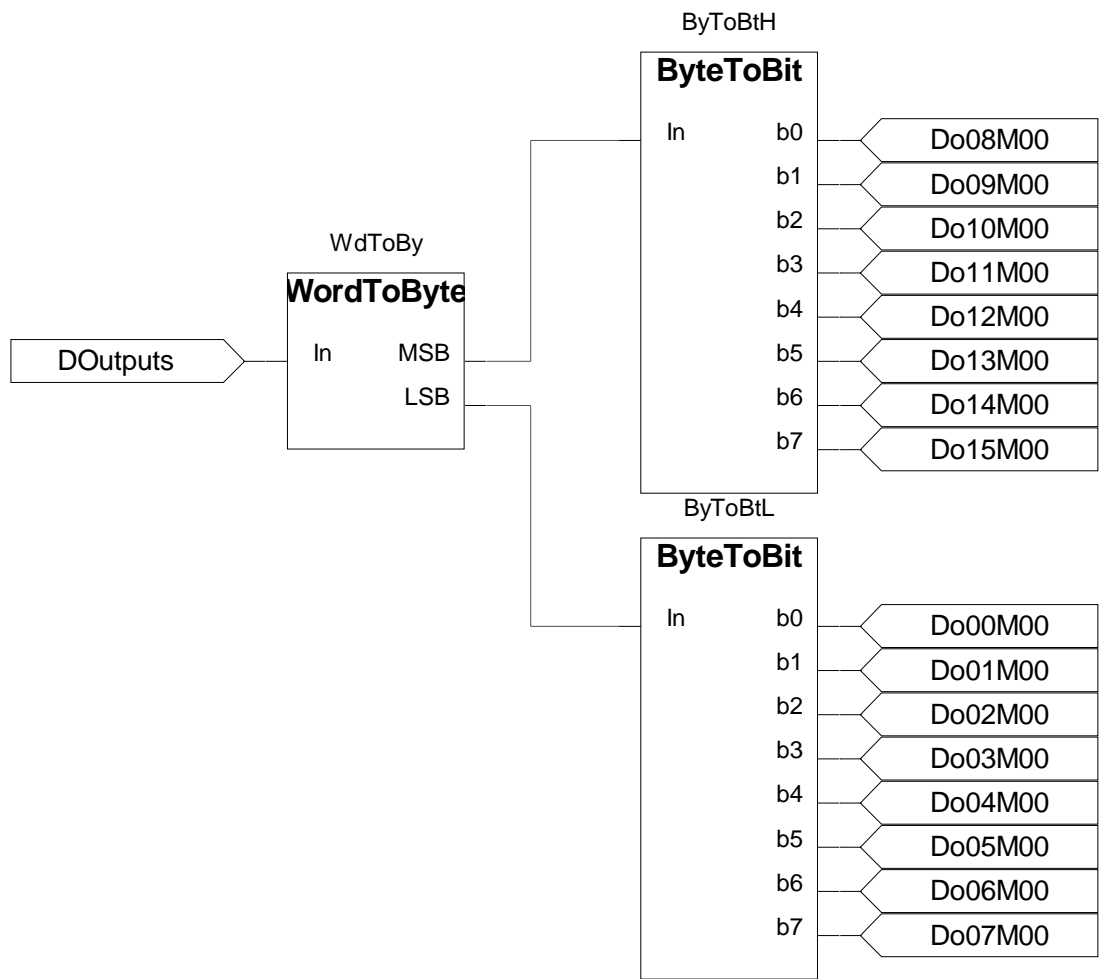 ByToBtH
ByteToBit
In b0 Do08M00
b1 Do09M00
b2 Do10M00
b3 Do11M00
b4 Do12M00
b5 Do13M00
b6 Do14M00
b7 Do15M00
WdToBy
WordToByte
DOutputs In MSB
LSB
ByToBtL
ByteToBit
In b0 Do00M00
b1 Do01M00
b2 Do02M00
b3 Do03M00
b4 Do04M00
b5 Do05M00
b6 Do06M00
b7 Do07M00